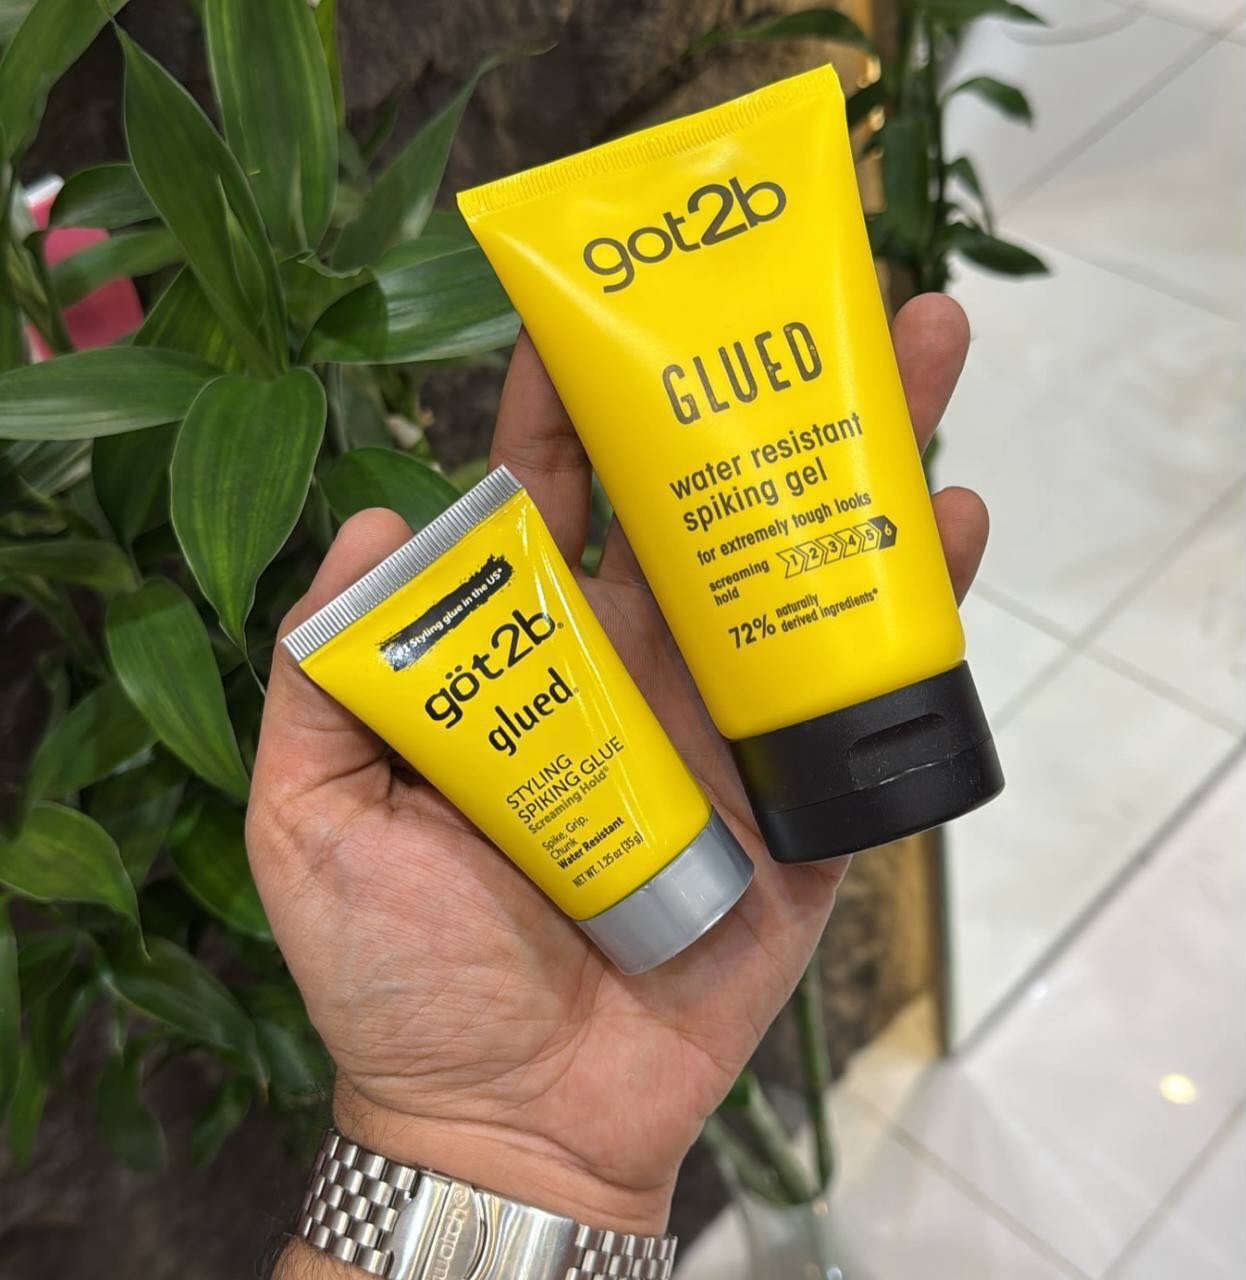 got2b
GLUED
water resistant
spiking gel
for extremely tough looks
screaming
hold
1 2 3 4 5 6
72% naturally
derived ingredients*
Styling glue in the US*
göt2b®
glued®
STYLING
SPIKING GLUE
Screaming Hold®
Spike, Grip,
Chunk
Water Resistant
NET WT. 1.25 oz (35g)